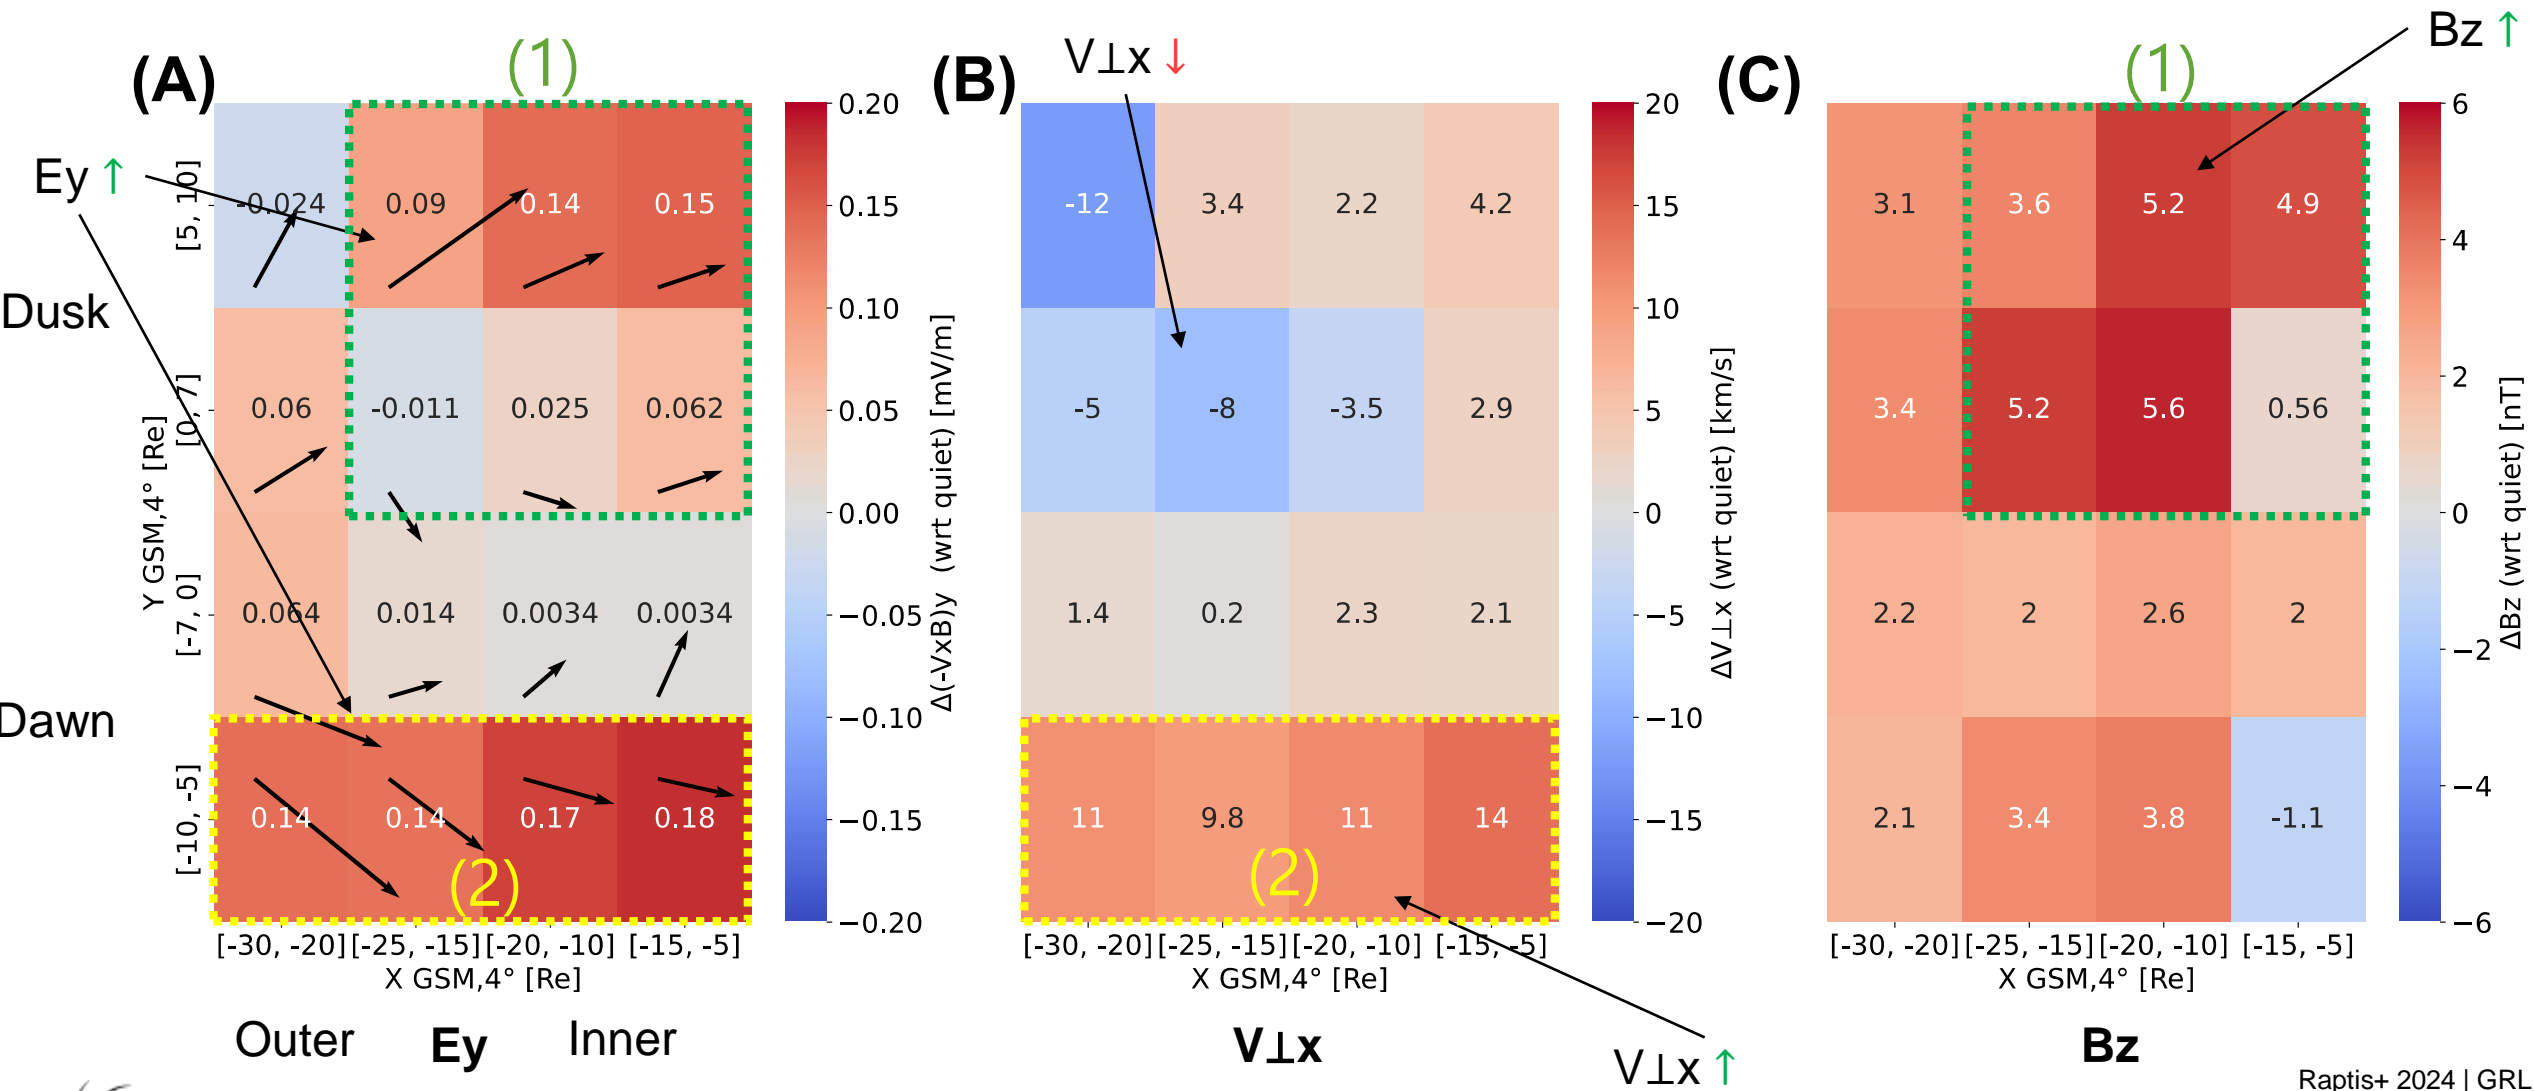 (1)
V⊥x ↓
(1)
Bz ↑
(A)
(B)
(C)
Ey ↑
Dusk
Dawn
Y GSM,4° [Re]
[5, 10]
[0, 7]
[-7, 0]
[-10, -5]
-0.024 0.09 0.14 0.15
0.06 -0.011 0.025 0.062
0.064 0.014 0.0034 0.0034
0.14 0.14 0.17 0.18
(2)
[-30, -20] [-25, -15] [-20, -10] [-15, -5]
X GSM,4° [Re]
0.20
0.15
0.10
0.05
0.00
−0.05
−0.10
−0.15
−0.20
Δ(-VxB)y (wrt quiet) [mV/m]
-12 3.4 2.2 4.2
-5 -8 -3.5 2.9
1.4 0.2 2.3 2.1
11 9.8 11 14
(2)
[-30, -20] [-25, -15] [-20, -10] [-15, -5]
X GSM,4° [Re]
20
15
10
5
0
−5
−10
−15
−20
ΔV⊥x (wrt quiet) [km/s]
3.1 3.6 5.2 4.9
3.4 5.2 5.6 0.56
2.2 2 2.6 2
2.1 3.4 3.8 -1.1
[-30, -20] [-25, -15] [-20, -10] [-15, -5]
X GSM,4° [Re]
6
4
2
0
−2
−4
−6
ΔBz (wrt quiet) [nT]
Outer Ey Inner
V⊥x
Bz
V⊥x ↑
Raptis+ 2024 | GRL